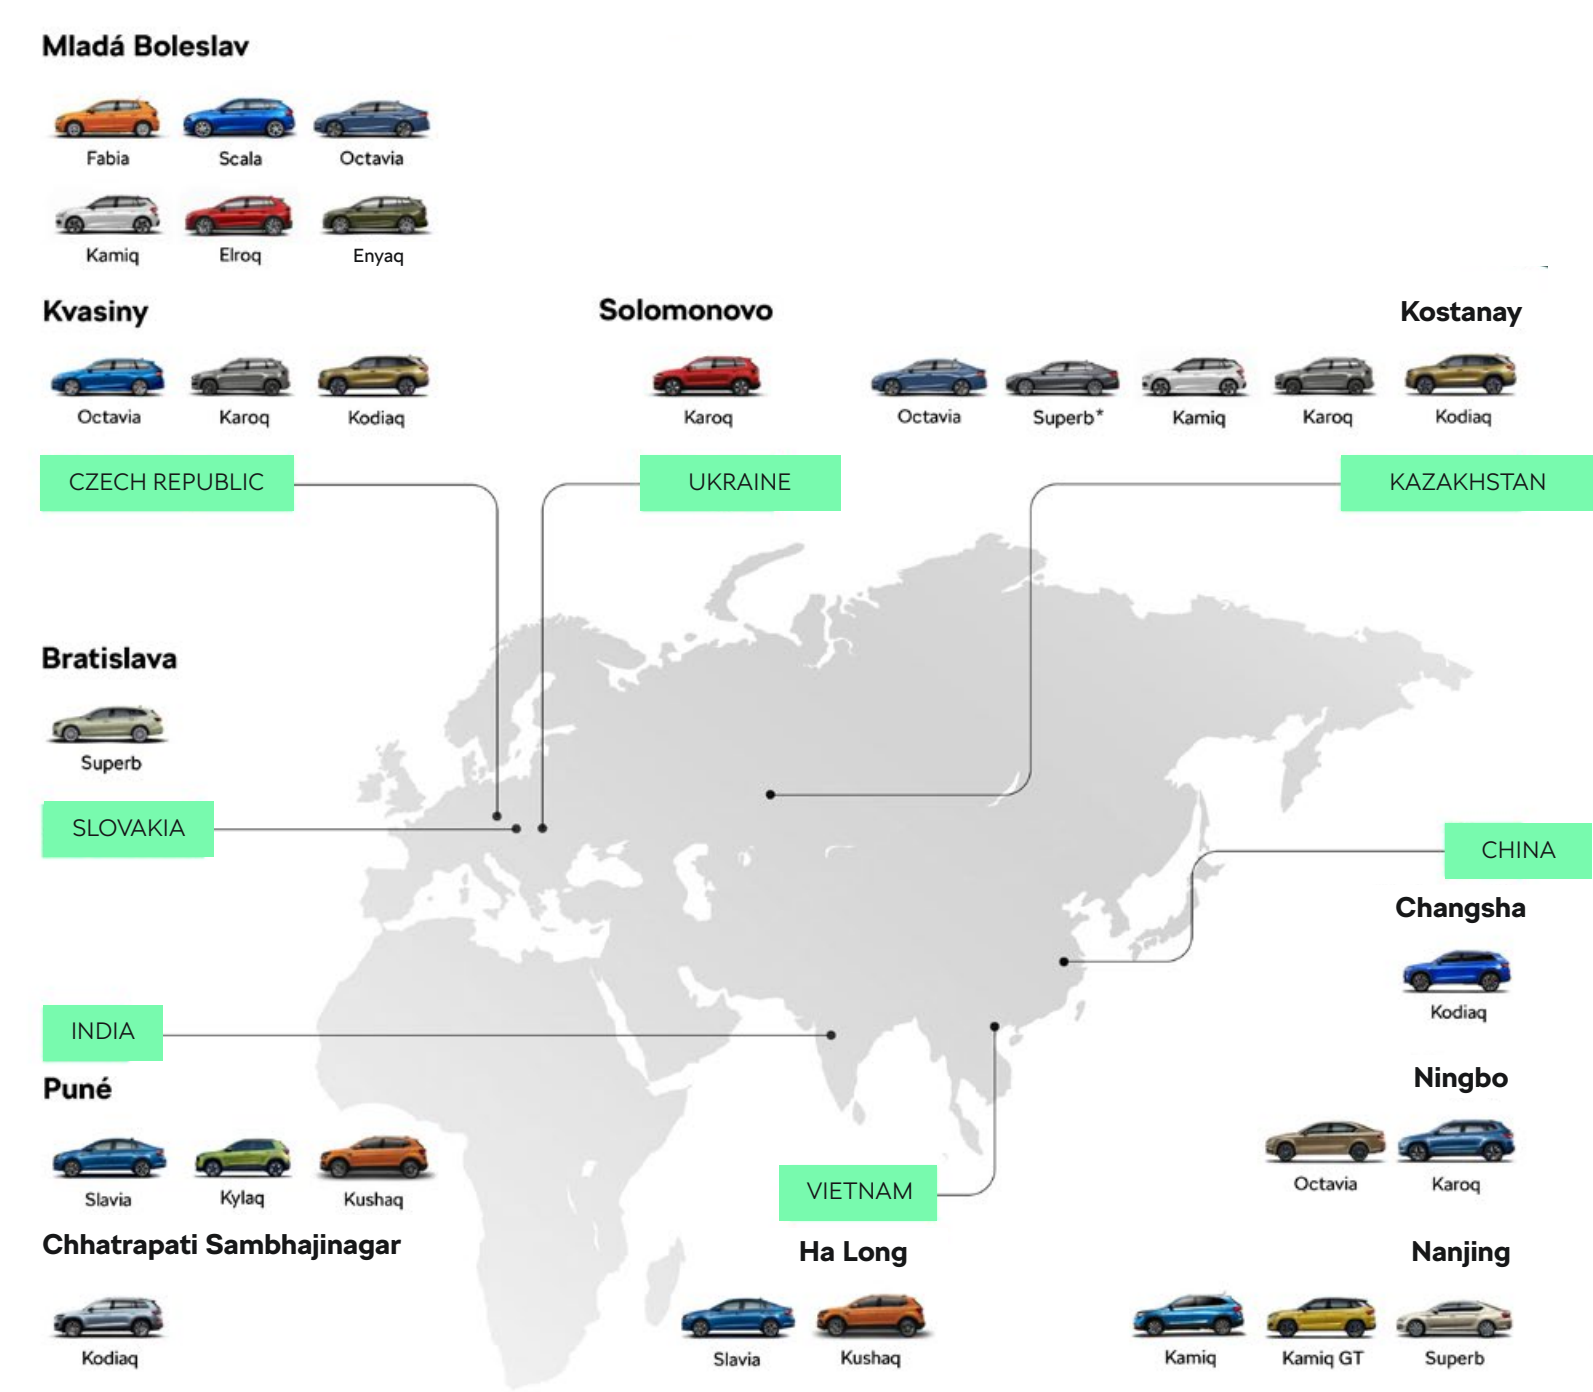 Mladá Boleslav
Fabia Scala Octavia
Kamiq Elroq Enyaq
Kvasiny
Octavia Karoq Kodiaq
CZECH REPUBLIC
Solomonovo
Karoq
UKRAINE
Kostanay
Octavia Superb* Kamiq Karoq Kodiaq
KAZAKHSTAN
Bratislava
Superb
SLOVAKIA
CHINA
Changsha
Kodiaq
Ningbo
Octavia Karoq
Nanjing
Kamiq Kamiq GT Superb
INDIA
Puné
Slavia Kylaq Kushaq
Chhatrapati Sambhajinagar
Kodiaq
VIETNAM
Ha Long
Slavia Kushaq